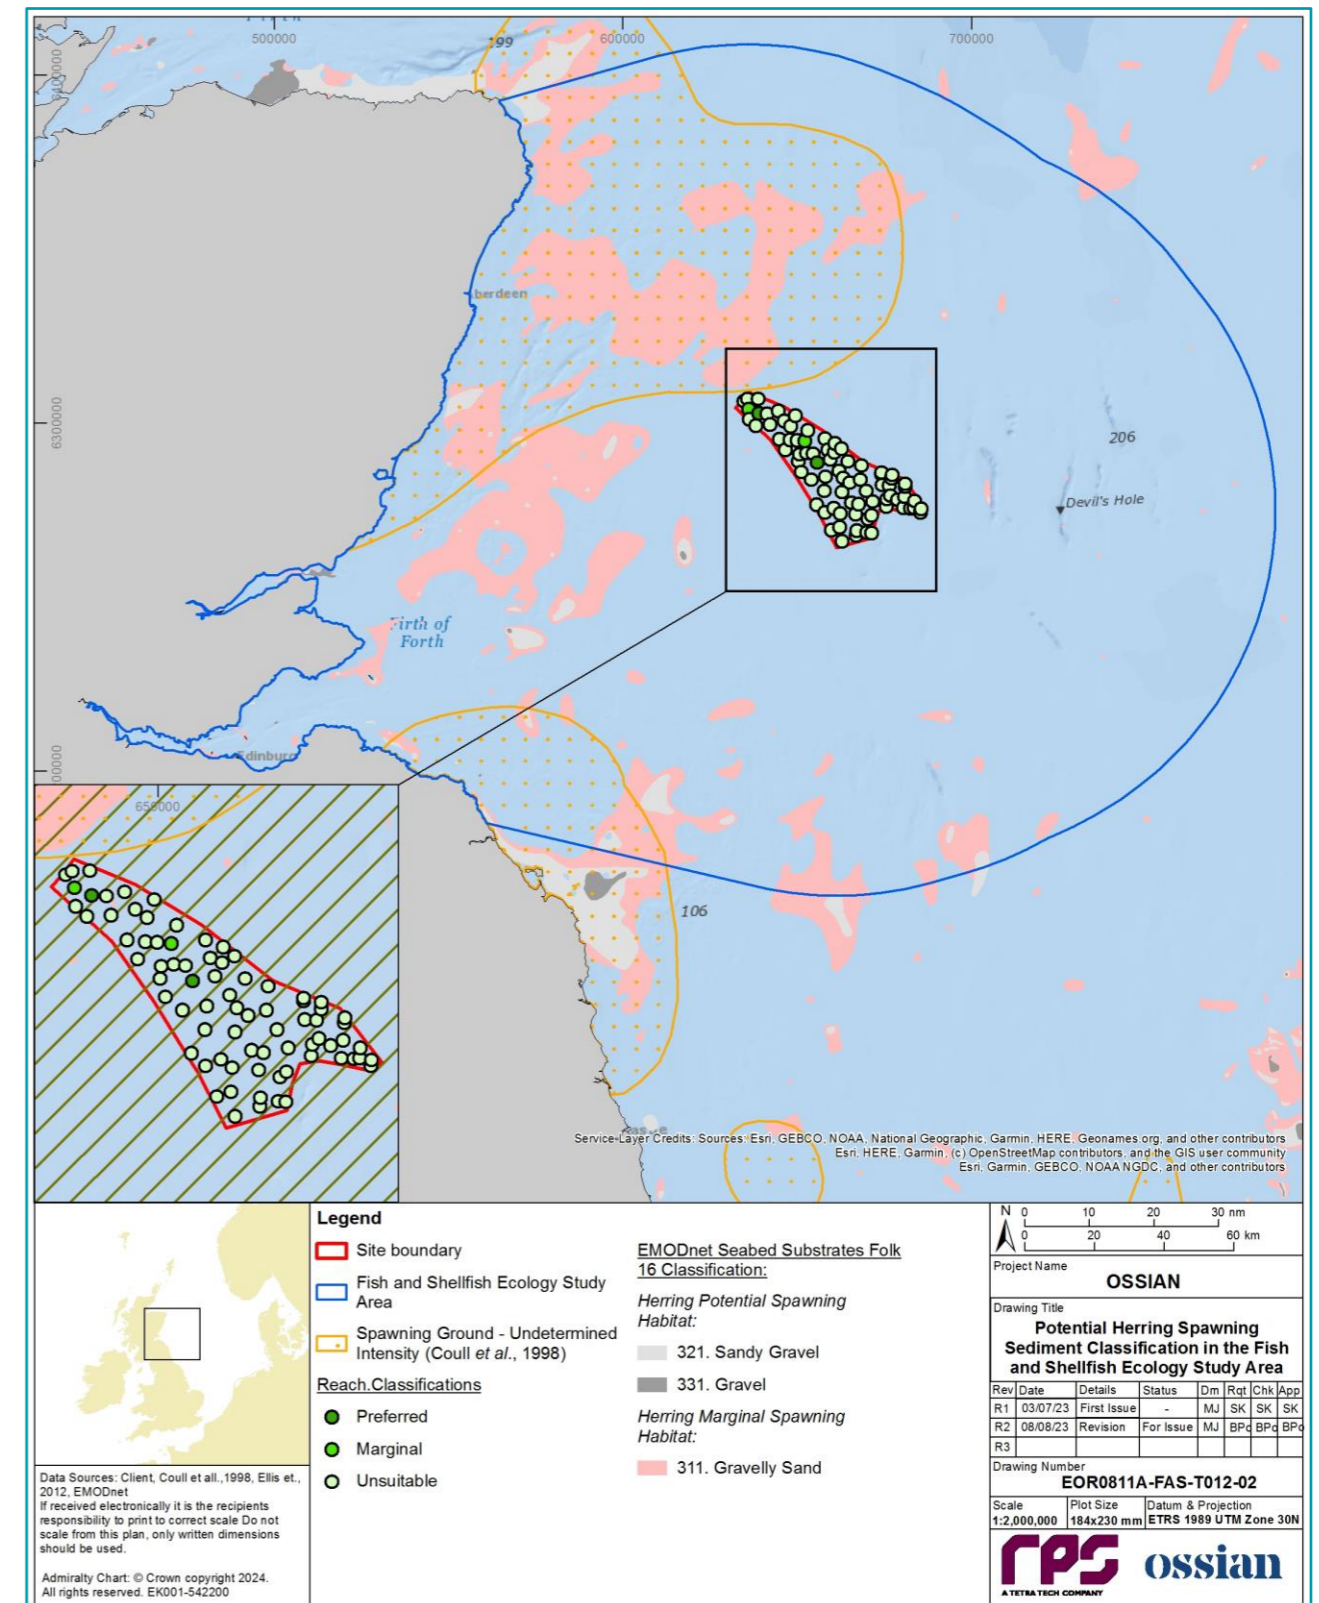 500000
600000
700000
99
6300000
berdeen
206
Devil's Hole
Firth of
Forth
Edinburg
00000
650000
106
Service Layer Credits: Sources: Esri, GEBCO, NOAA, National Geographic, Garmin, HERE, Geonames.org, and other contributors
Esri, HERE, Garmin, (c) OpenStreetMap contributors, and the GIS user community
Esri, Garmin, GEBCO, NOAA NGDC, and other contributors
Legend
Site boundary
Fish and Shellfish Ecology Study
Area
Spawning Ground - Undetermined
Intensity (Coull et al., 1998)
Reach.Classifications
Preferred
Marginal
Unsuitable
EMODnet Seabed Substrates Folk
16 Classification:
Herring Potential Spawning
Habitat:
321. Sandy Gravel
331. Gravel
Herring Marginal Spawning
Habitat:
311. Gravelly Sand
Data Sources: Client, Coull et all.,1998, Ellis et.,
2012, EMODnet
If received electronically it is the recipients
responsibility to print to correct scale Do not
scale from this plan, only written dimensions
should be used.
Admiralty Chart: © Crown copyright 2024.
All rights reserved. EK001-542200
N 0 10 20 30 nm
0 20 40 60 km
Project Name
OSSIAN
Drawing Title
Potential Herring Spawning
Sediment Classification in the Fish
and Shellfish Ecology Study Area
Rev Date Details Status Dm Rqt Chk App
R1 03/07/23 First Issue - MJ SK SK SK
R2 08/08/23 Revision For Issue MJ BPc BPc BPc
R3
Drawing Number
EOR0811A-FAS-T012-02
Scale Plot Size Datum & Projection
1:2,000,000 184x230 mm ETRS 1989 UTM Zone 30N
rps
A TETRA TECH COMPANY
ossian